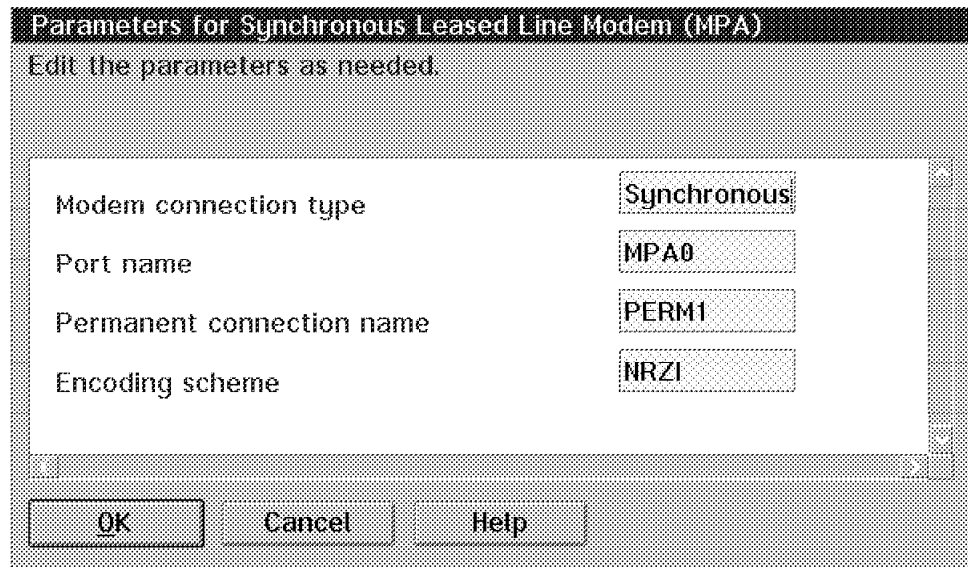 Parameters for Synchronous Leased Line Modem (MPA)
Edit the parameters as needed.
Modem connection type Synchronous
Port name MPA0
Permanent connection name PERM1
Encoding scheme NRZI
OK Cancel Help